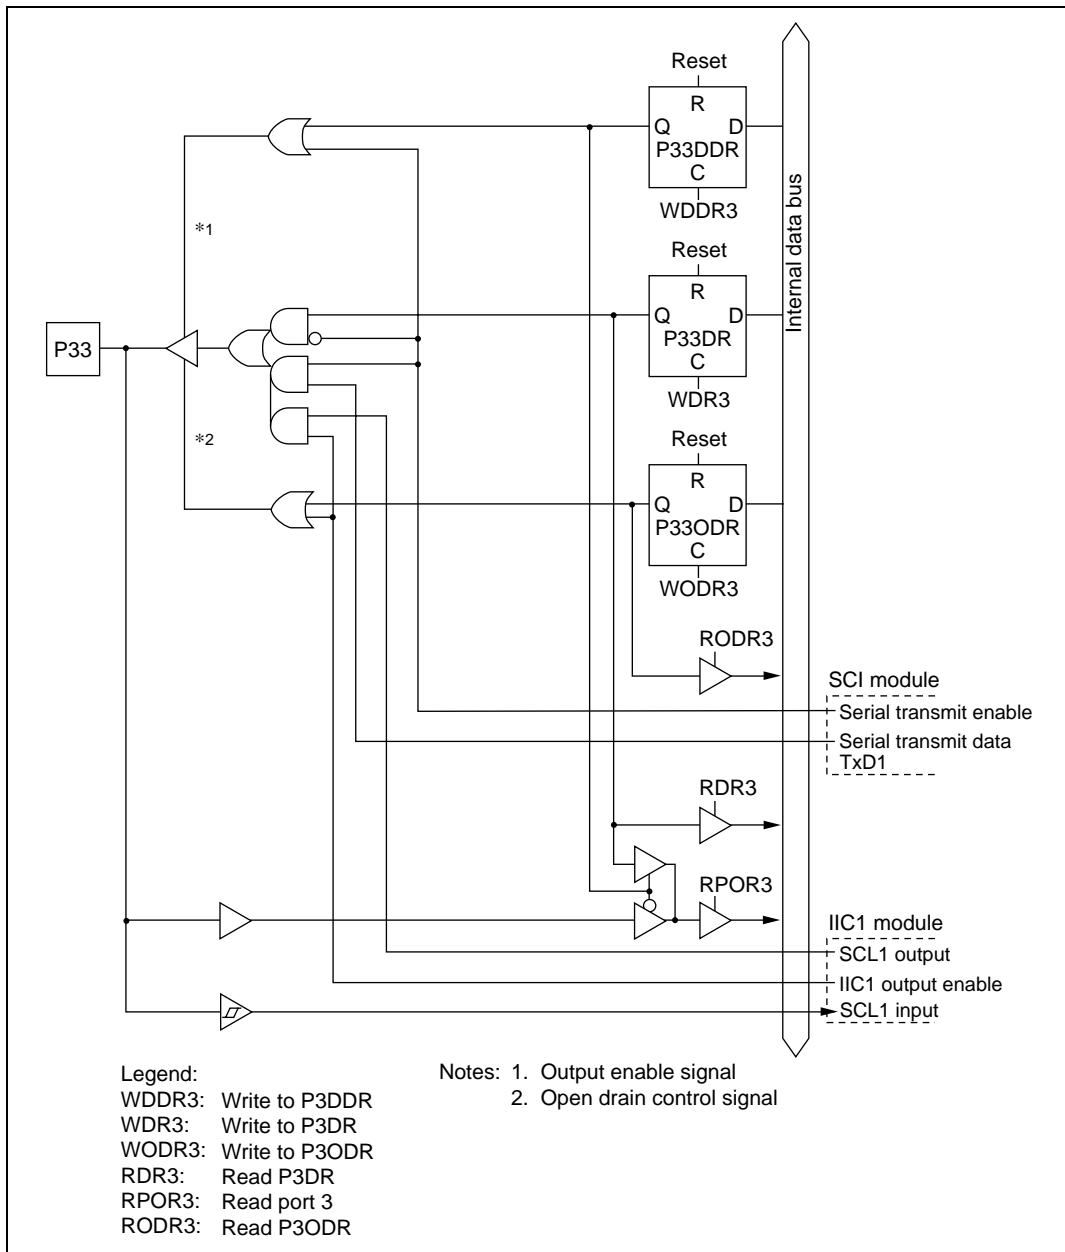 Reset
R
Q D
P33DDR
C
WDDR3
*1
Internal data bus
Reset
R
Q D
P33DR
C
WDR3
P33
*2
Reset
R
Q D
P33ODR
C
WODR3
RODR3
SCI module
Serial transmit enable
Serial transmit data
TxD1
RDR3
RPOR3
IIC1 module
SCL1 output
IIC1 output enable
SCL1 input
Legend:
WDDR3: Write to P3DDR
WDR3: Write to P3DR
WODR3: Write to P3ODR
RDR3: Read P3DR
RPOR3: Read port 3
RODR3: Read P3ODR
Notes: 1. Output enable signal
2. Open drain control signal